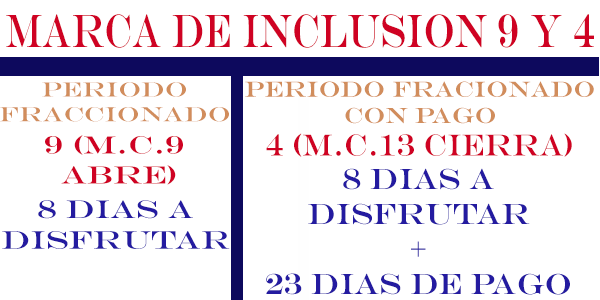 MARCA DE INCLUSION 9 Y 4
PERIODO
FRACCIONADO
9 (M.C.9
ABRE)
8 DIAS A
DISFRUTAR
PERIODO FRACIONADO
CON PAGO
4 (M.C.13 CIERRA)
8 DIAS A
DISFRUTAR
+
23 DIAS DE PAGO